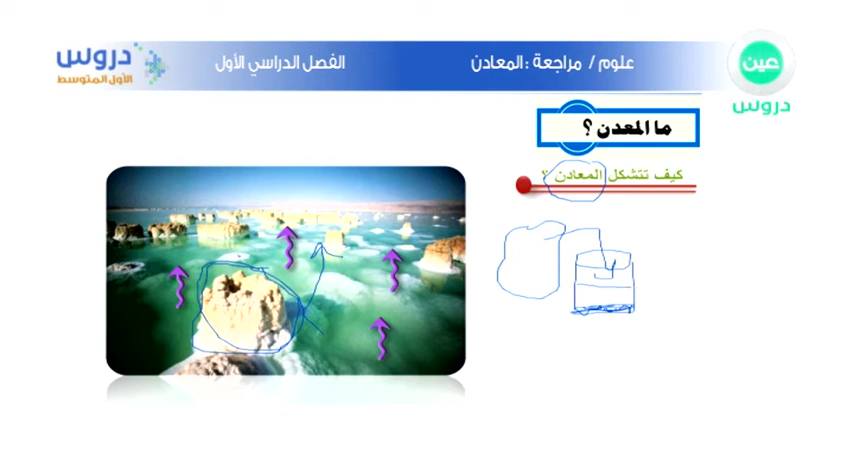 علوم / مراجعة : المعادن
الفصل الدراسي الأول
دروس
الأول المتوسط
عين
دروس
ما المعدن ؟
كيف تتشكل المعادن ؟